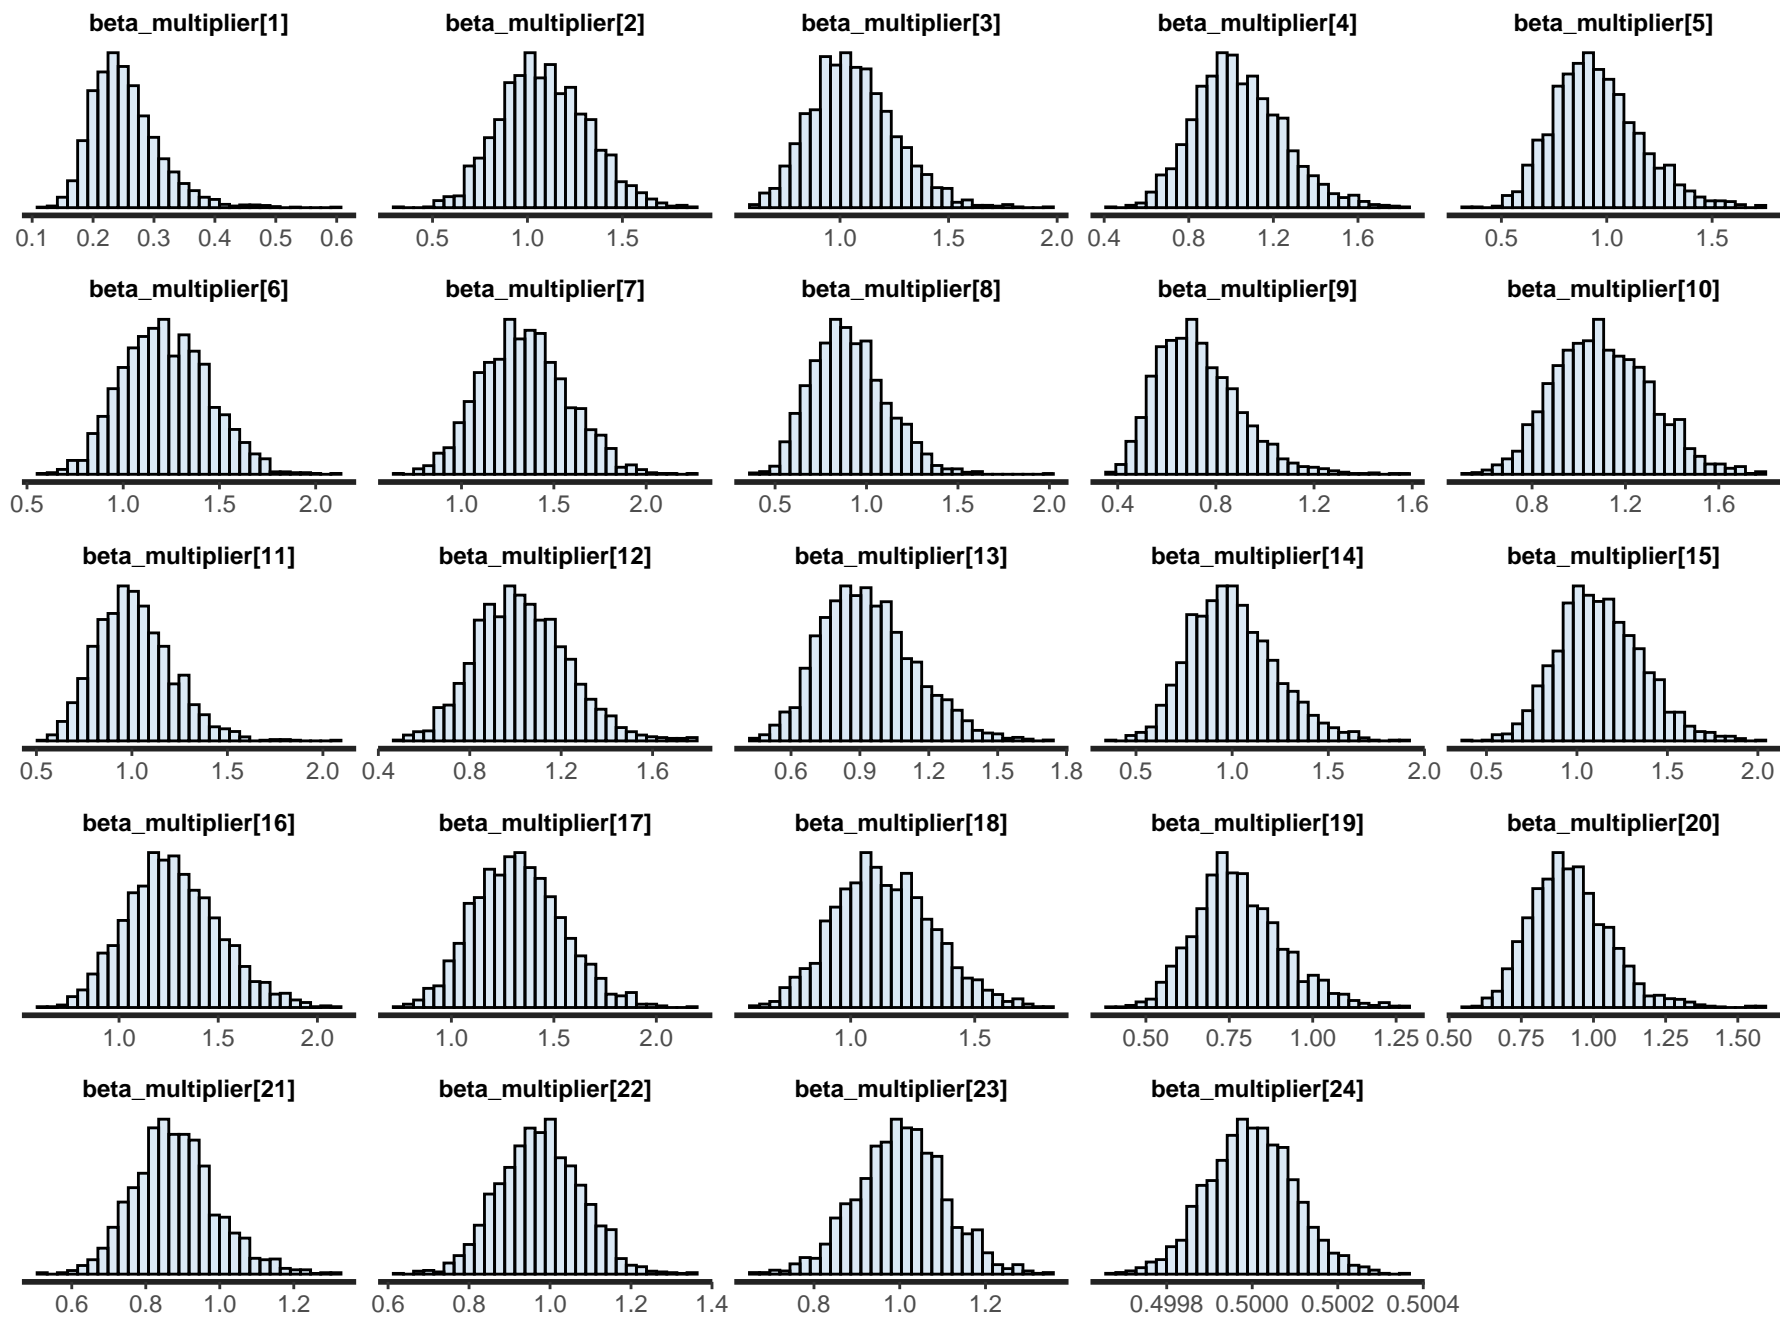 beta_multiplier[1] beta_multiplier[2] beta_multiplier[3] beta_multiplier[4] beta_multiplier[5]
0.1 0.2 0.3 0.4 0.5 0.6 0.5 1.0 1.5 1.0 1.5 2.0 0.4 0.8 1.2 1.6 0.5 1.0 1.5
beta_multiplier[6] beta_multiplier[7] beta_multiplier[8] beta_multiplier[9] beta_multiplier[10]
0.5 1.0 1.5 2.0 1.0 1.5 2.0 0.5 1.0 1.5 2.0 0.4 0.8 1.2 1.6 0.8 1.2 1.6
beta_multiplier[11] beta_multiplier[12] beta_multiplier[13] beta_multiplier[14] beta_multiplier[15]
0.5 1.0 1.5 2.0 0.4 0.8 1.2 1.6 0.6 0.9 1.2 1.5 1.8 0.5 1.0 1.5 2.0 0.5 1.0 1.5 2.0
beta_multiplier[16] beta_multiplier[17] beta_multiplier[18] beta_multiplier[19] beta_multiplier[20]
1.0 1.5 2.0 1.0 1.5 2.0 1.0 1.5 0.50 0.75 1.00 1.25 0.50 0.75 1.00 1.25 1.50
beta_multiplier[21] beta_multiplier[22] beta_multiplier[23] beta_multiplier[24]
0.6 0.8 1.0 1.2 0.6 0.8 1.0 1.2 1.4 0.8 1.0 1.2 0.4998 0.5000 0.5002 0.5004